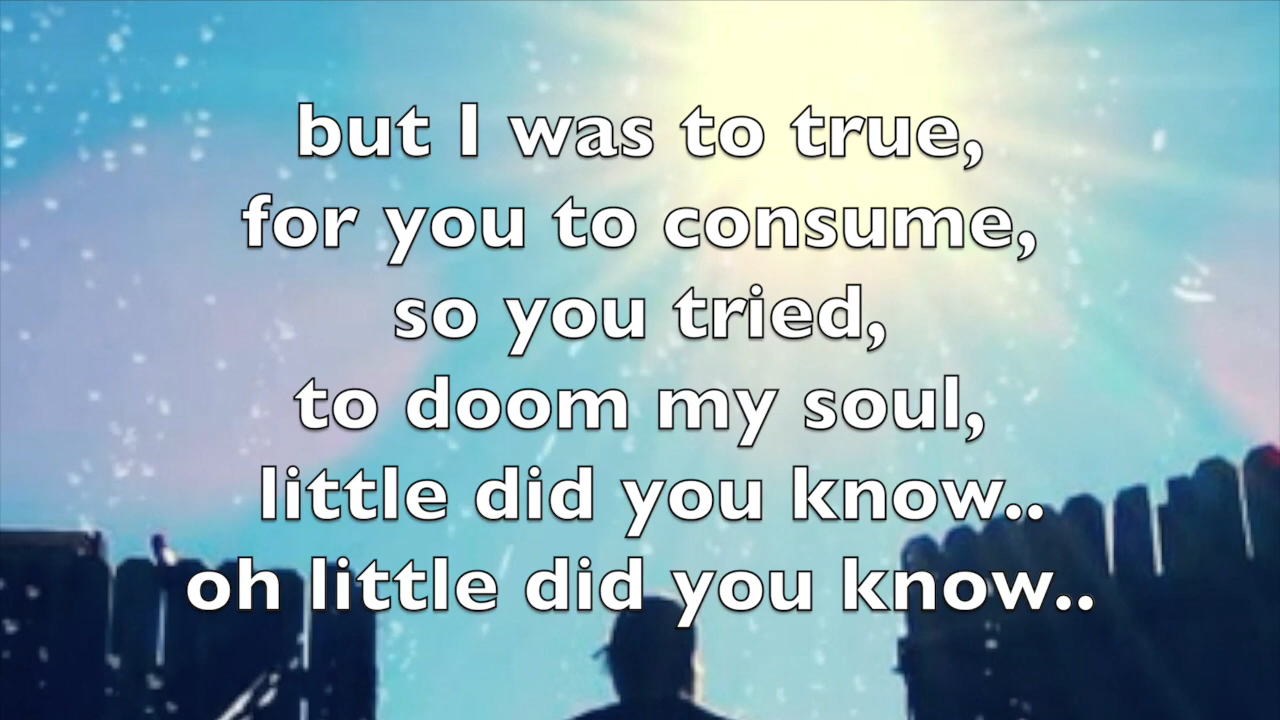 but I was to true,
for you to consume,
so you tried,
to doom my soul,
little did you know..
oh little did you know..